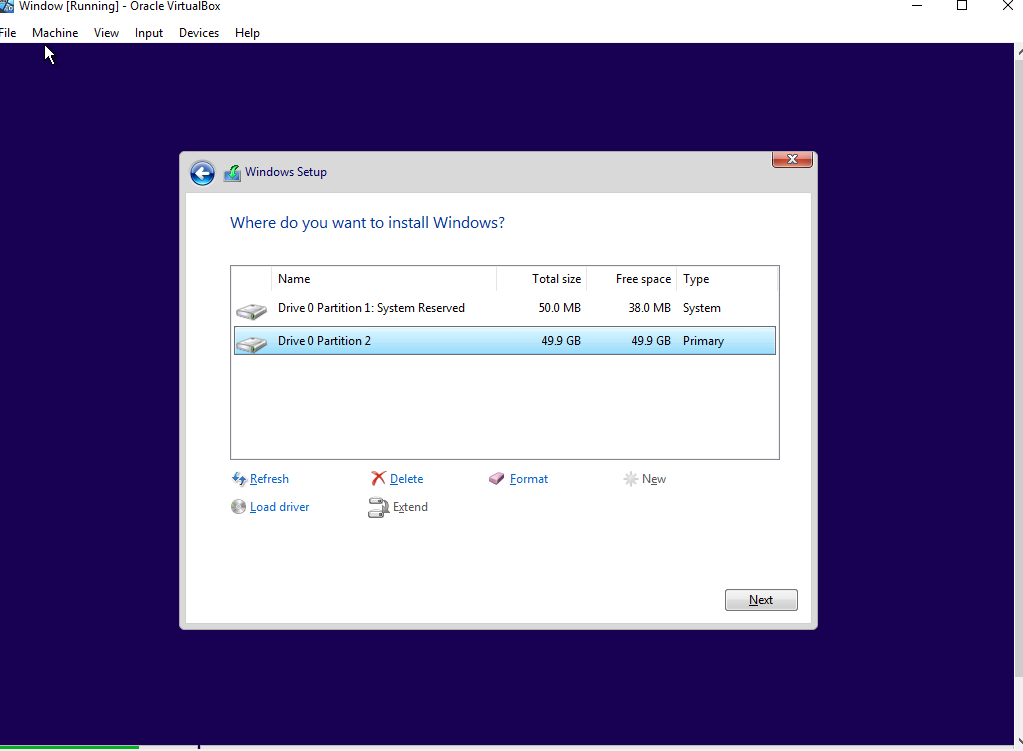 Window [Running] - Oracle VirtualBox
File Machine View Input Devices Help
Windows Setup
Where do you want to install Windows?
Name Total size Free space Type
Drive 0 Partition 1: System Reserved 50.0 MB 38.0 MB System
Drive 0 Partition 2 49.9 GB 49.9 GB Primary
Refresh Delete Format New
Load driver Extend
Next